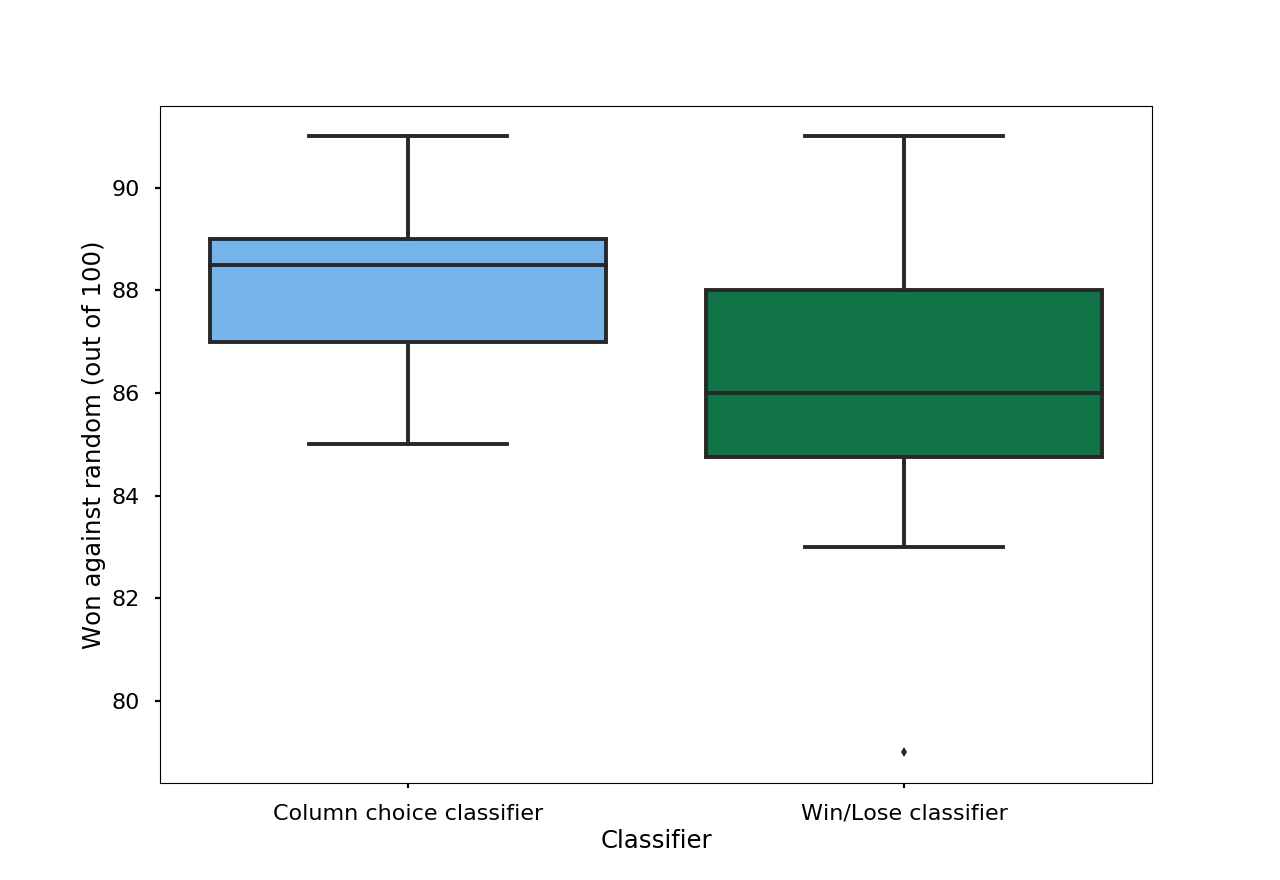 Won against random (out of 100)
90
88
86
84
82
80
Column choice classifier
Win/Lose classifier
Classifier